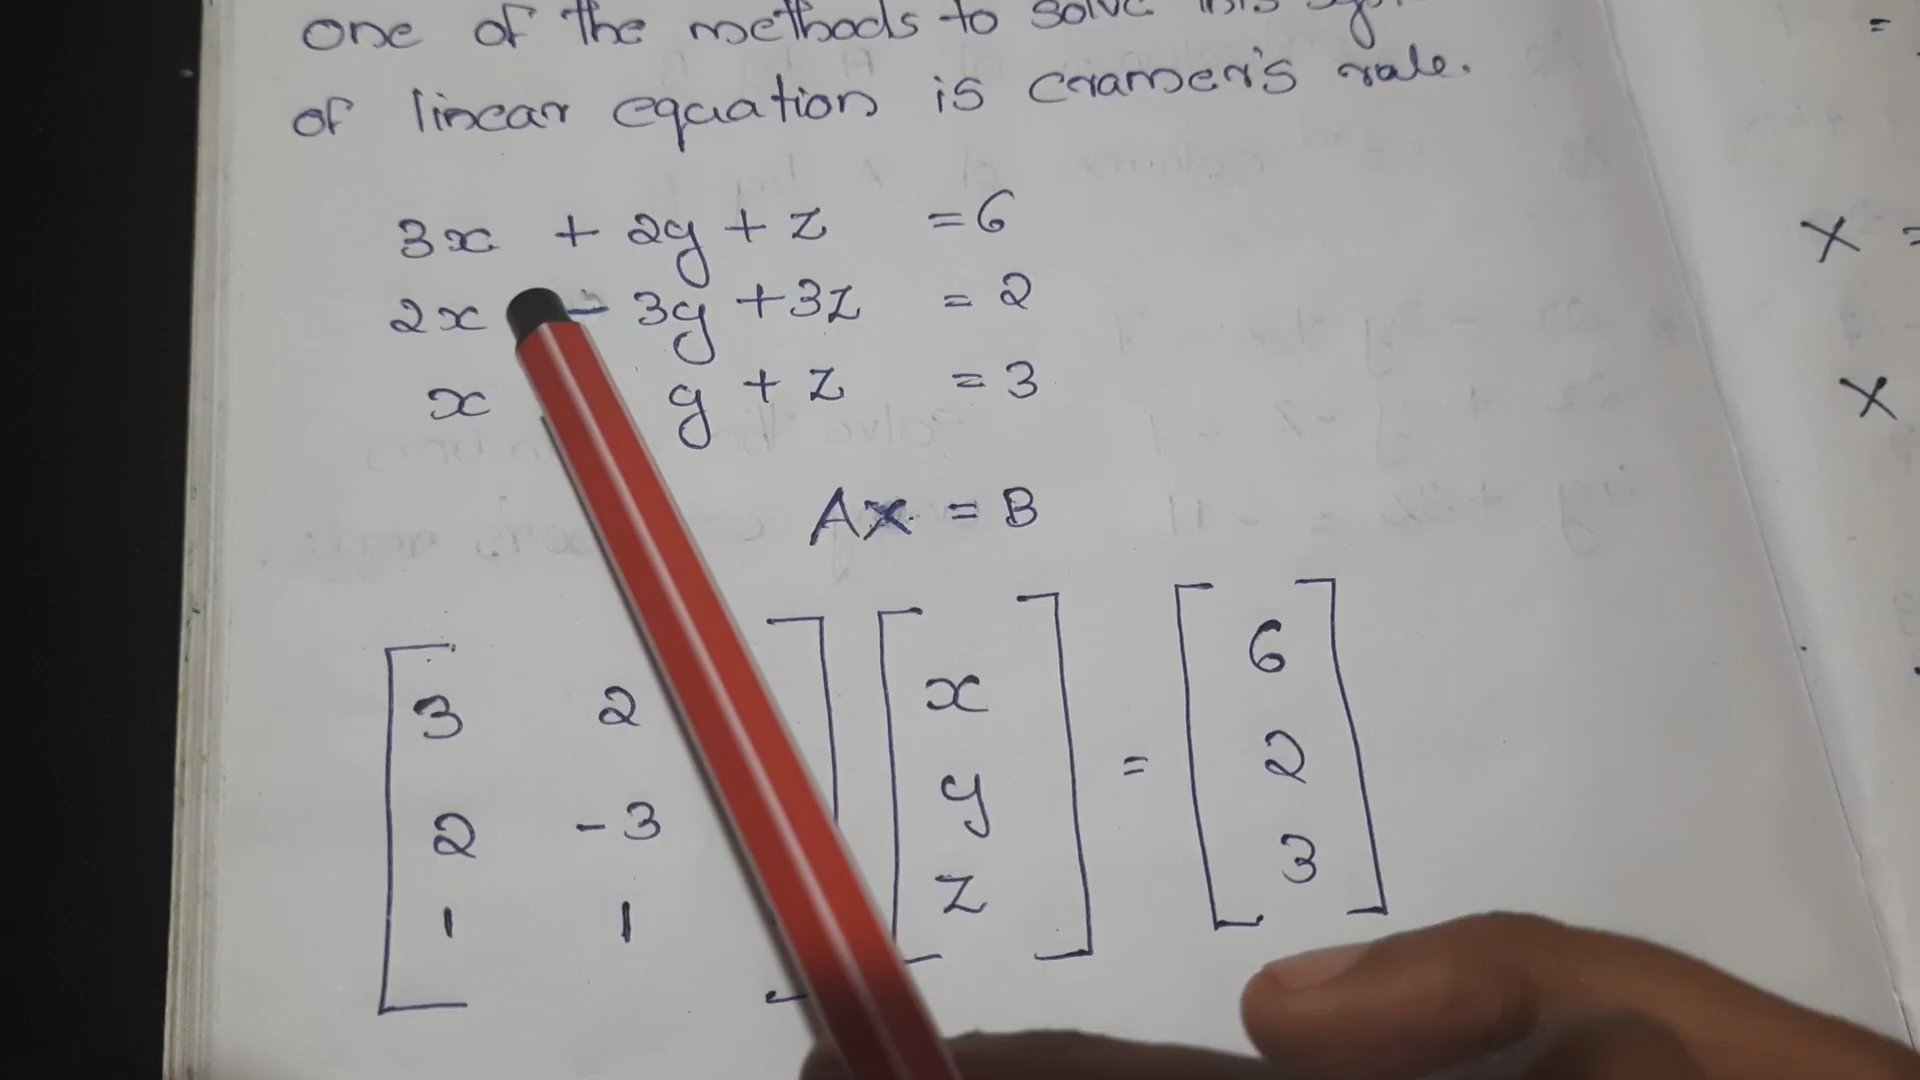 one of the methods to solve this
of linear equation is cramer's rule.
3x + 2y + z = 6
2x - 3y + 3z = 2
x y + z = 3
AX = B
3 2 x 6
2 -3 y = 2
1 1 z 3